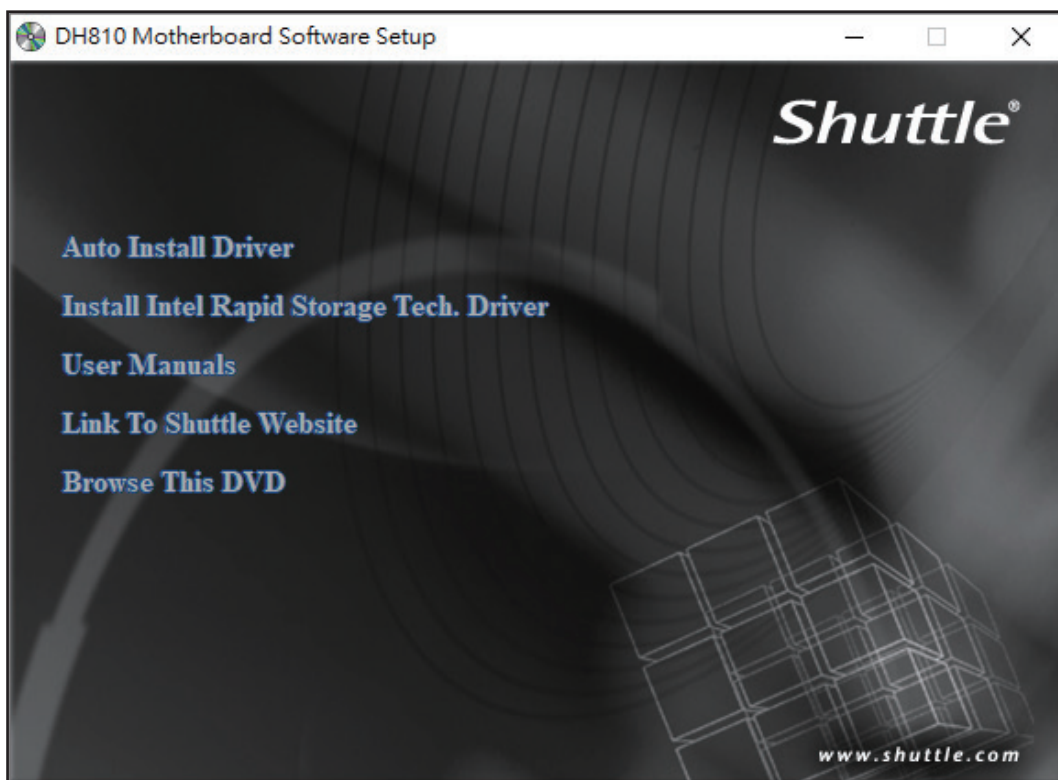 DH810 Motherboard Software Setup
Shuttle®
Auto Install Driver
Install Intel Rapid Storage Tech. Driver
User Manuals
Link To Shuttle Website
Browse This DVD
www.shuttle.com